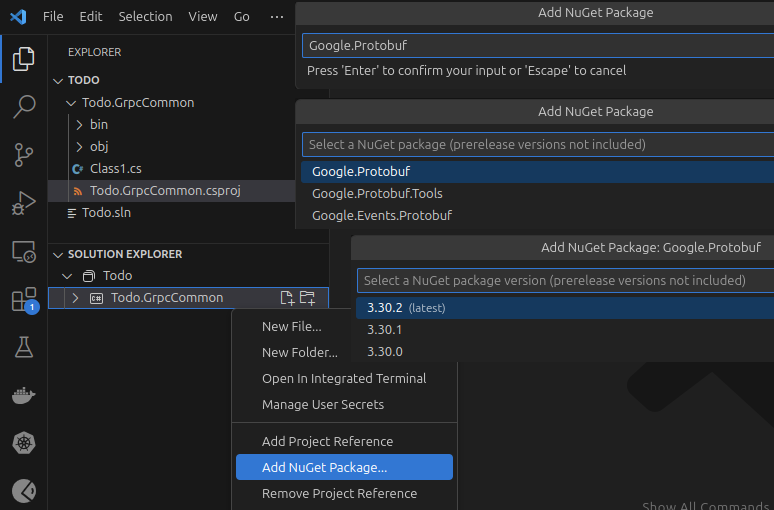 File Edit Selection View Go ···
EXPLORER
TODO
Todo.GrpcCommon
bin
obj
Class1.cs
Todo.GrpcCommon.csproj
Todo.sln
SOLUTION EXPLORER
Todo
C#
Todo.GrpcCommon
1
New File...
New Folder...
Open In Integrated Terminal
Manage User Secrets
Add Project Reference
Add NuGet Package...
Remove Project Reference
Add NuGet Package
Google.Protobuf
Press 'Enter' to confirm your input or 'Escape' to cancel
Add NuGet Package
Select a NuGet package (prerelease versions not included)
Google.Protobuf
Google.Protobuf.Tools
Google.Events.Protobuf
Add NuGet Package: Google.Protobuf
Select a NuGet package version (prerelease versions not included)
3.30.2 (latest)
3.30.1
3.30.0
Show All Commands